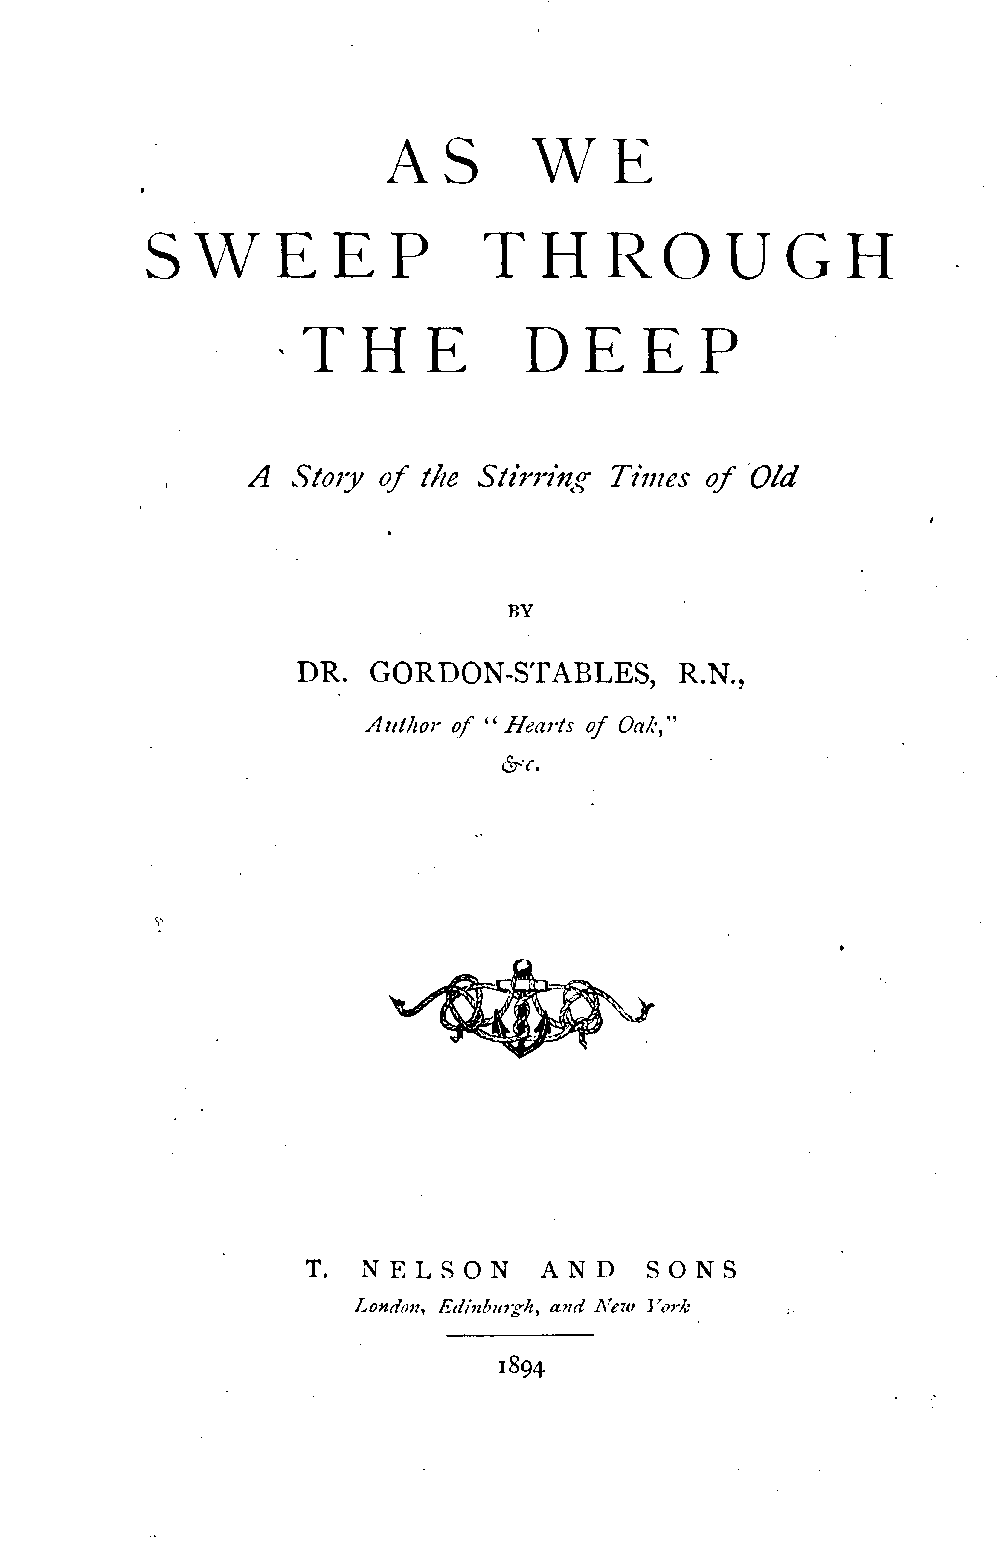 AS WE
SWEEP THROUGH
THE DEEP
A Story of the Stirring Times of Old
BY
DR. GORDON-STABLES, R.N.,
Author of “Hearts of Oak,”
&c.
T. NELSON AND SONS
London, Edinburgh, and New York
1894